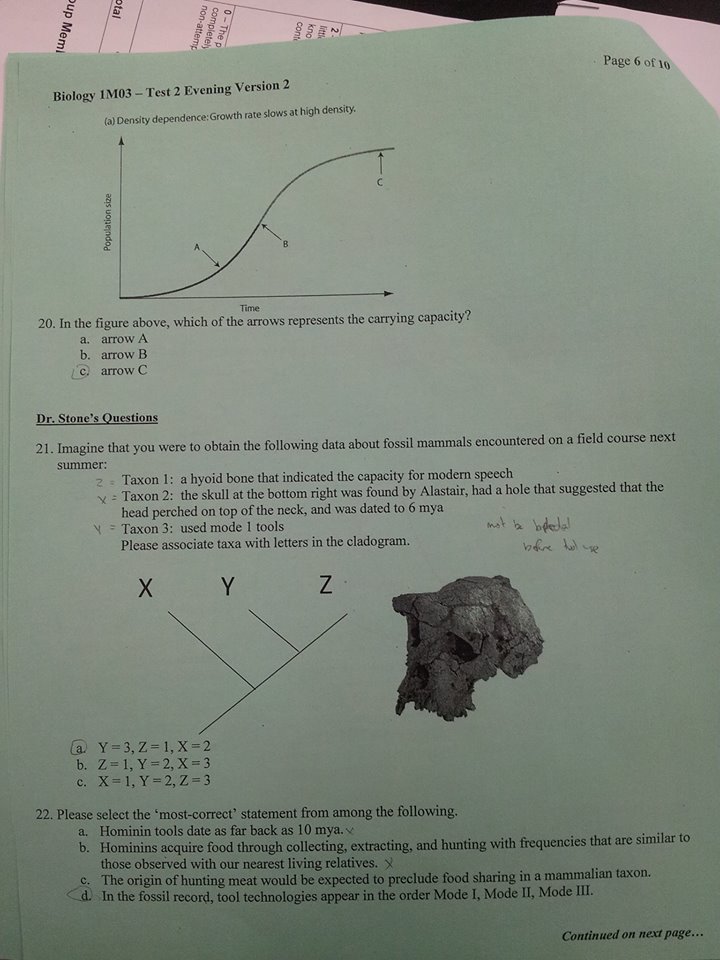 oup Meml
otal
0 – The p
completely
non-attemp
2
littl
kno
cont
Page 6 of 10
Biology 1M03 – Test 2 Evening Version 2
(a) Density dependence: Growth rate slows at high density.
Population size
A
B
C
Time
20. In the figure above, which of the arrows represents the carrying capacity?
a. arrow A
b. arrow B
c. arrow C
Dr. Stone's Questions
21. Imagine that you were to obtain the following data about fossil mammals encountered on a field course next
summer:
Z = Taxon 1: a hyoid bone that indicated the capacity for modern speech
X = Taxon 2: the skull at the bottom right was found by Alastair, had a hole that suggested that the
head perched on top of the neck, and was dated to 6 mya
Y = Taxon 3: used mode 1 tools
must be bipedal
before tool use
Please associate taxa with letters in the cladogram.
X Y Z
a. Y = 3, Z = 1, X = 2
b. Z = 1, Y = 2, X = 3
c. X = 1, Y = 2, Z = 3
22. Please select the 'most-correct' statement from among the following.
a. Hominin tools date as far back as 10 mya. x
b. Hominins acquire food through collecting, extracting, and hunting with frequencies that are similar to
those observed with our nearest living relatives. X
c. The origin of hunting meat would be expected to preclude food sharing in a mammalian taxon.
d. In the fossil record, tool technologies appear in the order Mode I, Mode II, Mode III.
Continued on next page…